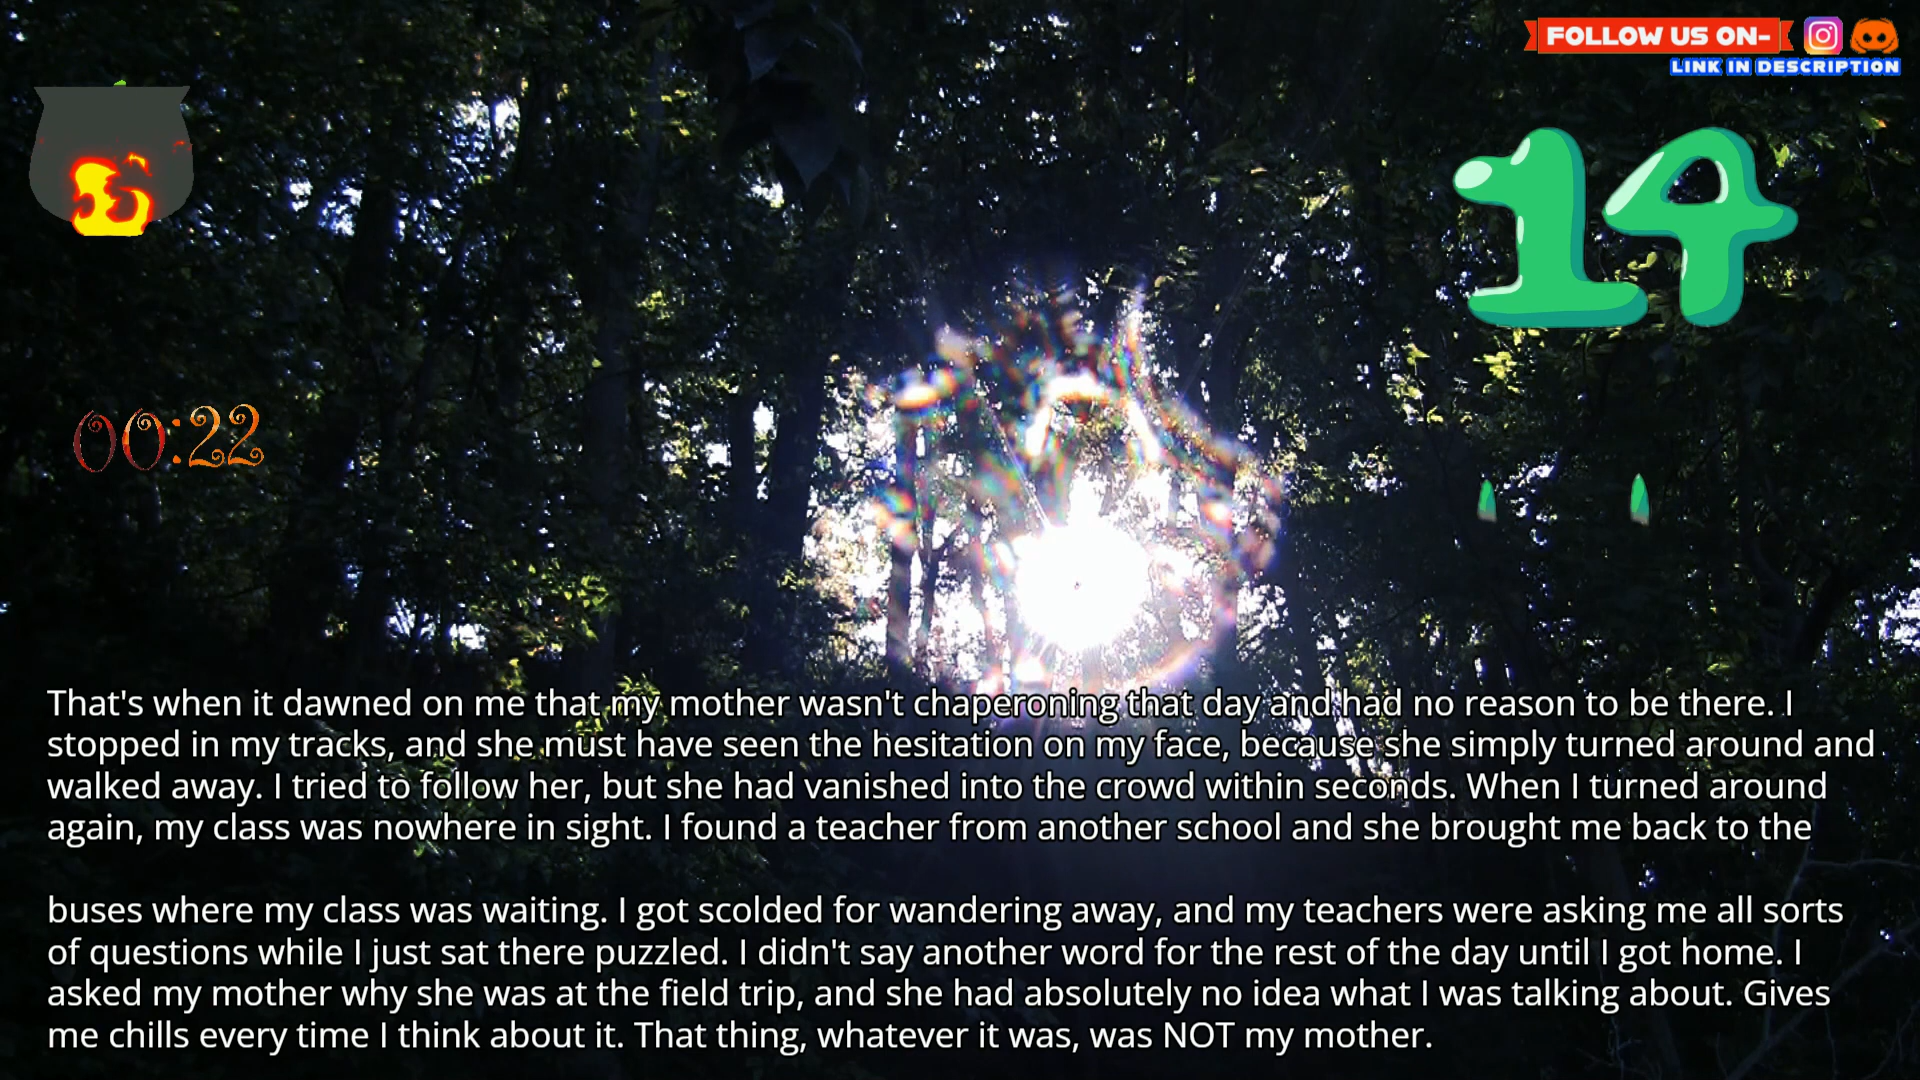 FOLLOW US ON-
LINK IN DESCRIPTION
14
00:22
That's when it dawned on me that my mother wasn't chaperoning that day and had no reason to be there. I
stopped in my tracks, and she must have seen the hesitation on my face, because she simply turned around and
walked away. I tried to follow her, but she had vanished into the crowd within seconds. When I turned around
again, my class was nowhere in sight. I found a teacher from another school and she brought me back to the
buses where my class was waiting. I got scolded for wandering away, and my teachers were asking me all sorts
of questions while I just sat there puzzled. I didn't say another word for the rest of the day until I got home. I
asked my mother why she was at the field trip, and she had absolutely no idea what I was talking about. Gives
me chills every time I think about it. That thing, whatever it was, was NOT my mother.